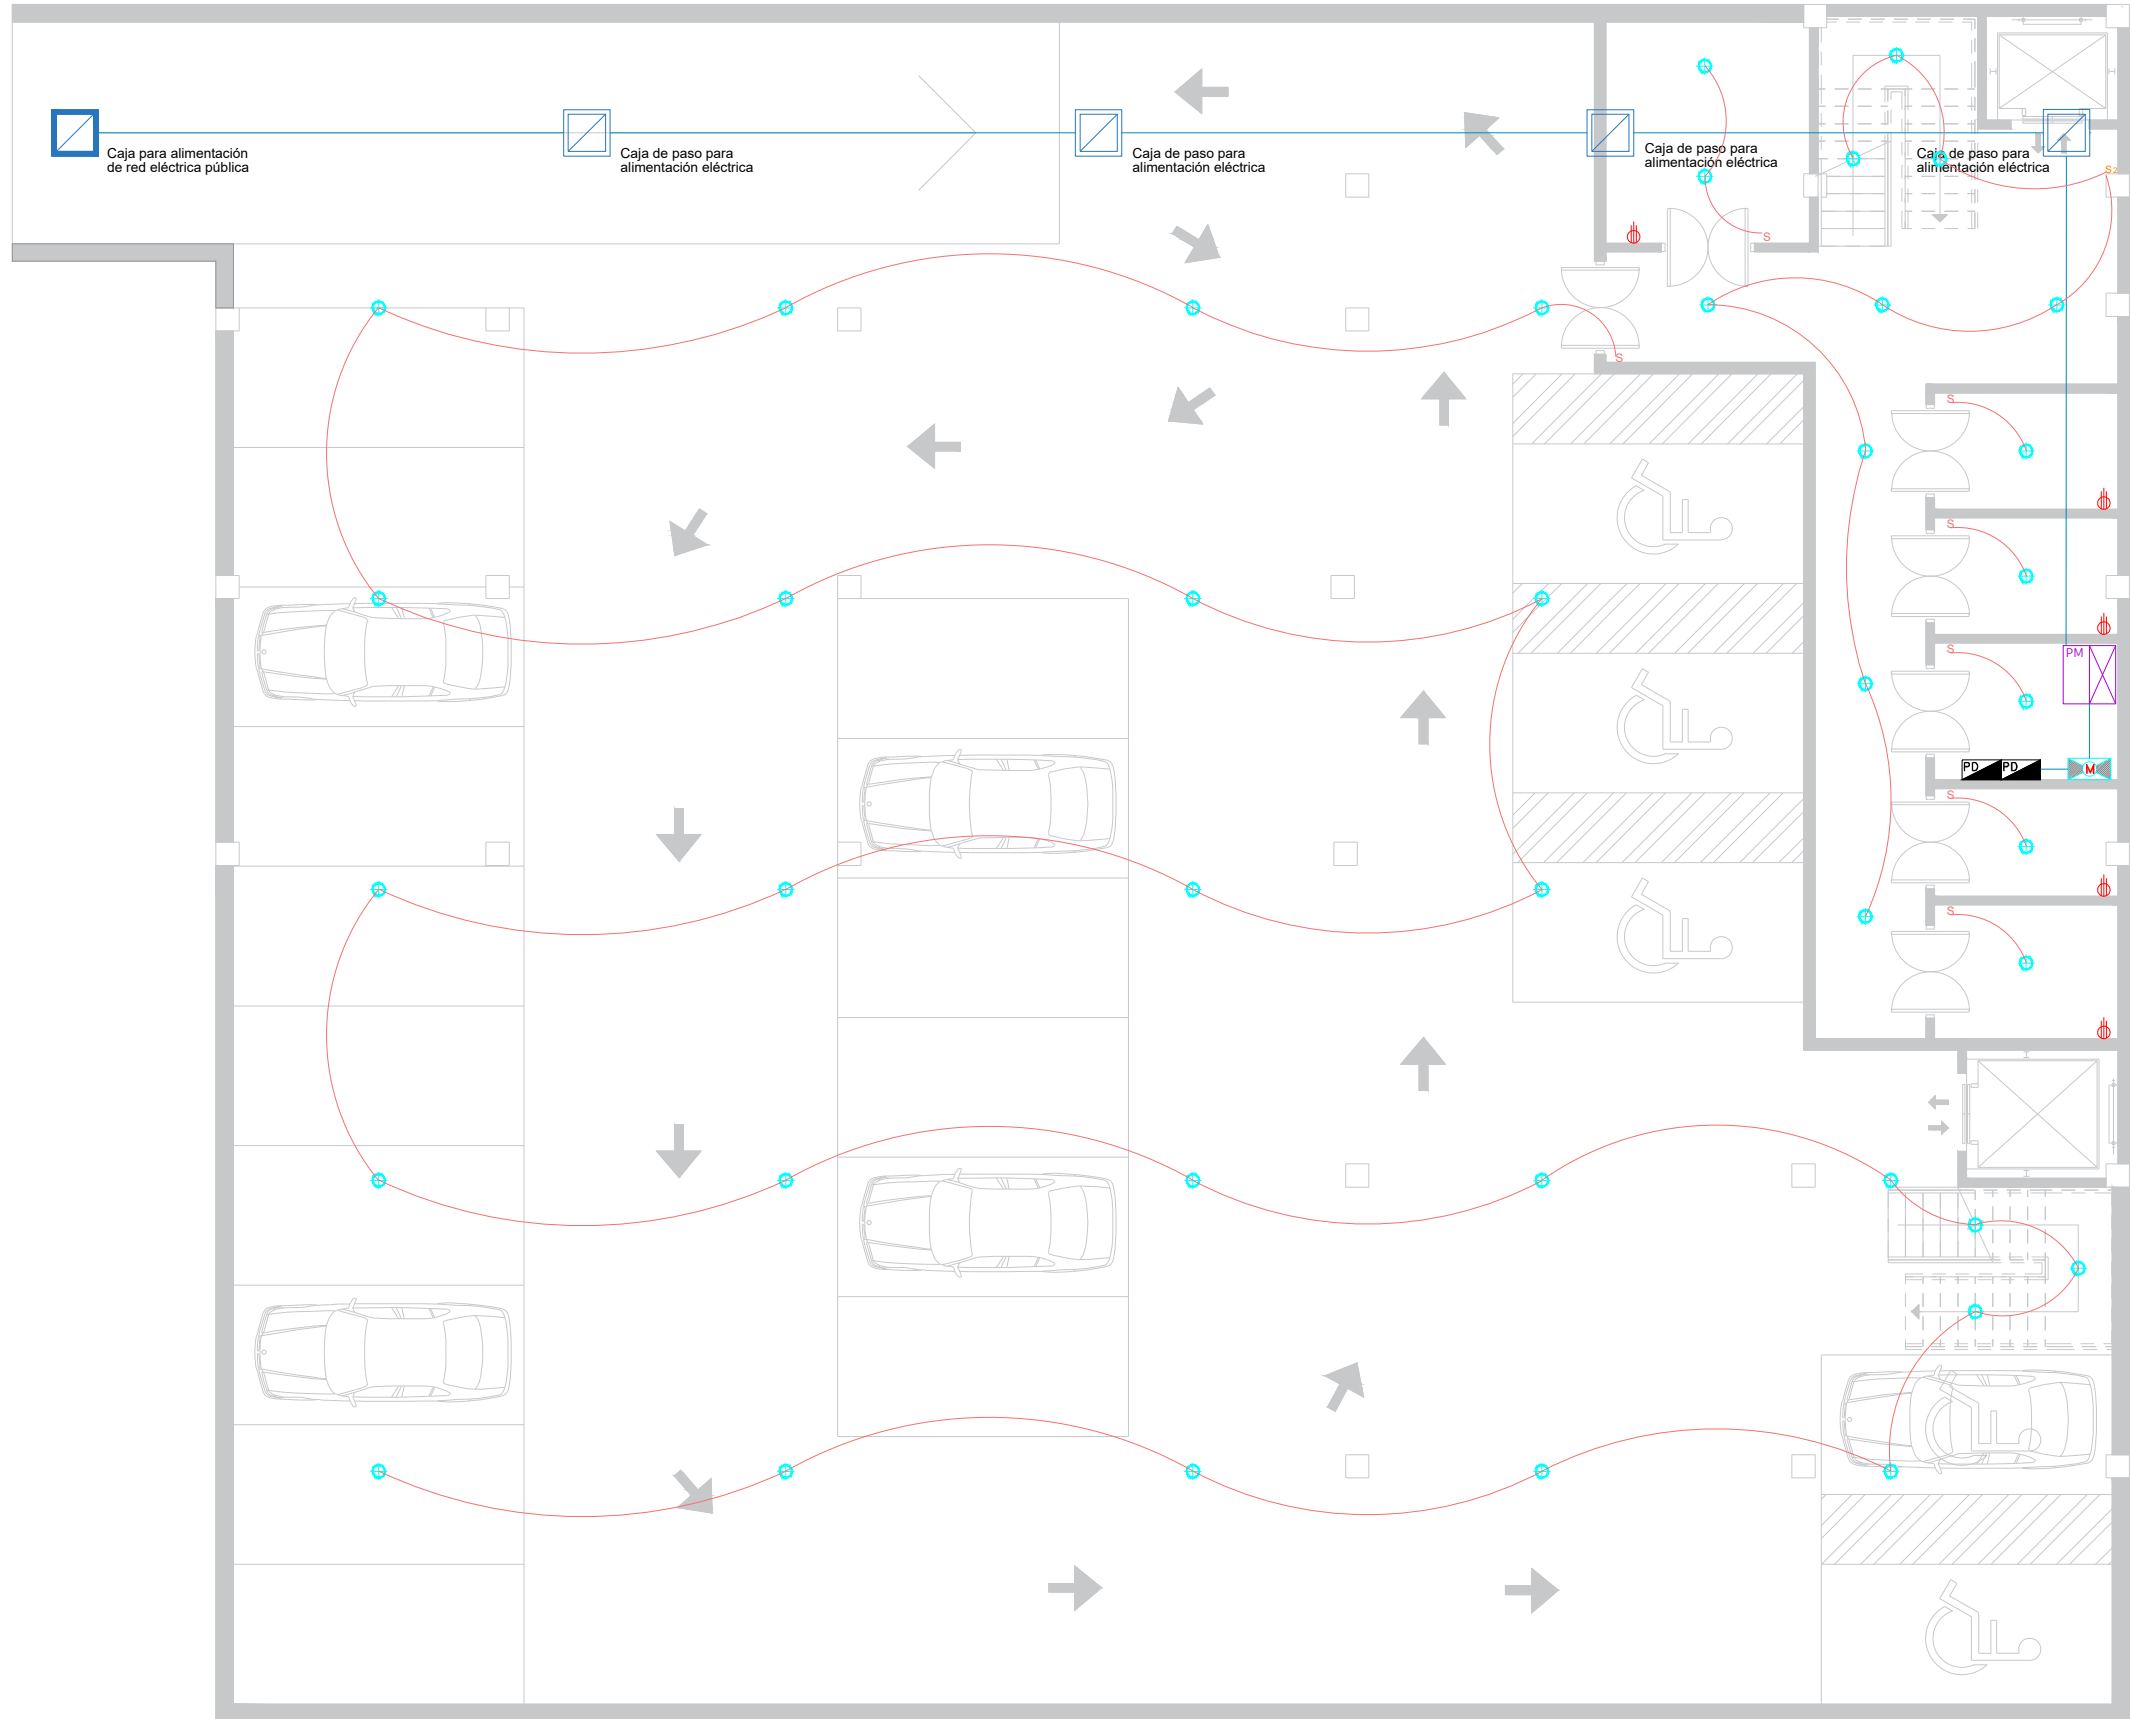 Caja para alimentación
de red eléctrica pública
Caja de paso para
alimentación eléctrica
Caja de paso para
alimentación eléctrica
Caja de paso para
alimentación eléctrica
Caja de paso para
alimentación eléctrica
S2
S
S
S
S
S
PM
PD PD M
S
S